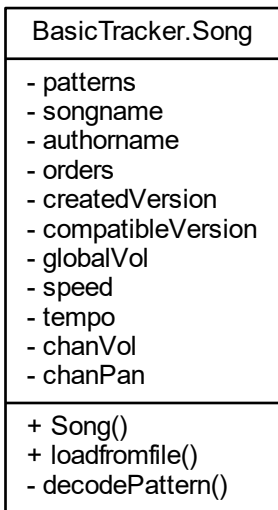 BasicTracker.Song
- patterns
- songname
- authorname
- orders
- createdVersion
- compatibleVersion
- globalVol
- speed
- tempo
- chanVol
- chanPan
+ Song()
+ loadfromfile()
- decodePattern()